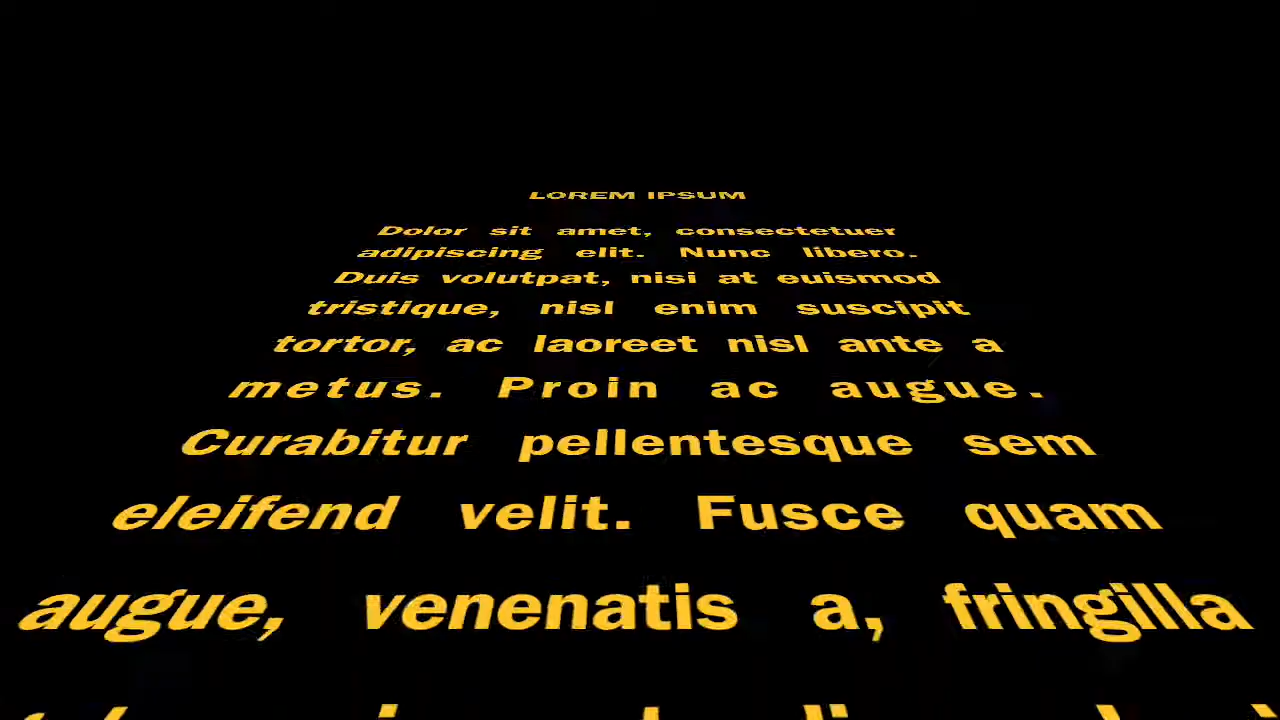 LOREM IPSUM
Dolor sit amet, consectetuer
adipiscing elit. Nunc libero.
Duis volutpat, nisi at euismod
tristique, nisl enim suscipit
tortor, ac laoreet nisl ante a
metus. Proin ac augue.
Curabitur pellentesque sem
eleifend velit. Fusce quam
augue, venenatis a, fringilla